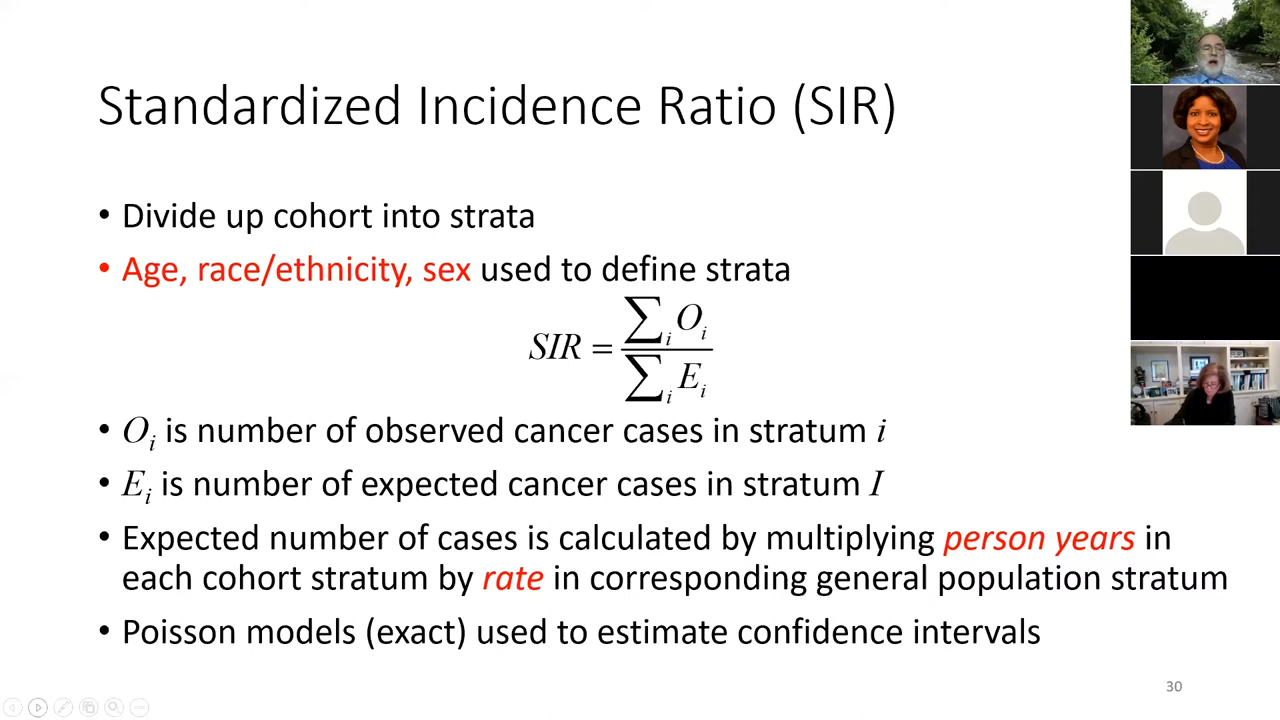 Standardized Incidence Ratio (SIR)
• Divide up cohort into strata
• Age, race/ethnicity, sex used to define strata
SIR = ∑i Oi / ∑i Ei
• Oi is number of observed cancer cases in stratum i
• Ei is number of expected cancer cases in stratum I
• Expected number of cases is calculated by multiplying person years in
each cohort stratum by rate in corresponding general population stratum
• Poisson models (exact) used to estimate confidence intervals
30